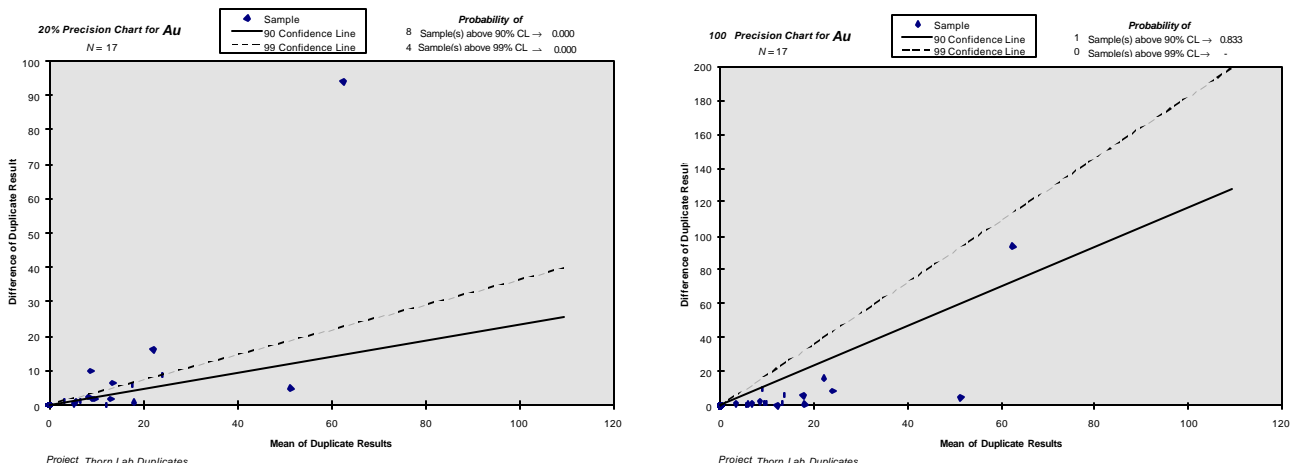 20% Precision Chart for Au
N = 17
Sample
90 Confidence Line
99 Confidence Line
Probability of
8 Sample(s) above 90% CL → 0.000
4 Sample(s) above 99% CL → 0.000
100
90
80
70
60
50
40
30
20
10
0
Difference of Duplicate Result
0 20 40 60 80 100 120
Mean of Duplicate Results
Project Thorn Lab Duplicates
100 Precision Chart for Au
N = 17
Sample
90 Confidence Line
99 Confidence Line
Probability of
1 Sample(s) above 90% CL → 0.833
0 Sample(s) above 99% CL → -
200
180
160
140
120
100
80
60
40
20
0
Difference of Duplicate Result
0 20 40 60 80 100 120
Mean of Duplicate Results
Project Thorn Lab Duplicates